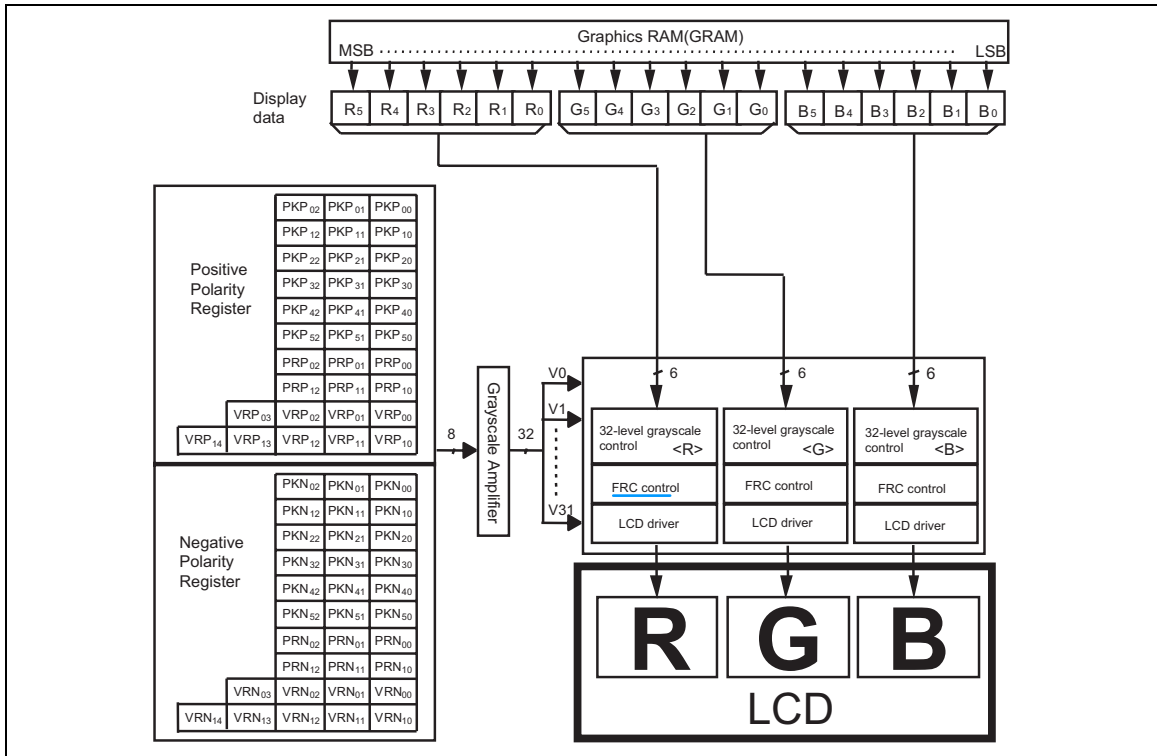 Graphics RAM(GRAM)
MSB LSB
Display
data
R5 R4 R3 R2 R1 R0 G5 G4 G3 G2 G1 G0 B5 B4 B3 B2 B1 B0
Positive
Polarity
Register
PKP02 PKP01 PKP00
PKP12 PKP11 PKP10
PKP22 PKP21 PKP20
PKP32 PKP31 PKP30
PKP42 PKP41 PKP40
PKP52 PKP51 PKP50
PRP02 PRP01 PRP00
PRP12 PRP11 PRP10
VRP03 VRP02 VRP01 VRP00
VRP14 VRP13 VRP12 VRP11 VRP10
Negative
Polarity
Register
PKN02 PKN01 PKN00
PKN12 PKN11 PKN10
PKN22 PKN21 PKN20
PKN32 PKN31 PKN30
PKN42 PKN41 PKN40
PKN52 PKN51 PKN50
PRN02 PRN01 PRN00
PRN12 PRN11 PRN10
VRN03 VRN02 VRN01 VRN00
VRN14 VRN13 VRN12 VRN11 VRN10
8
Grayscale Amplifier
32
V0
V1
V31
6 6 6
32-level grayscale
control <R>
FRC control
LCD driver
32-level grayscale
control <G>
FRC control
LCD driver
32-level grayscale
control <B>
FRC control
LCD driver
R G B
LCD